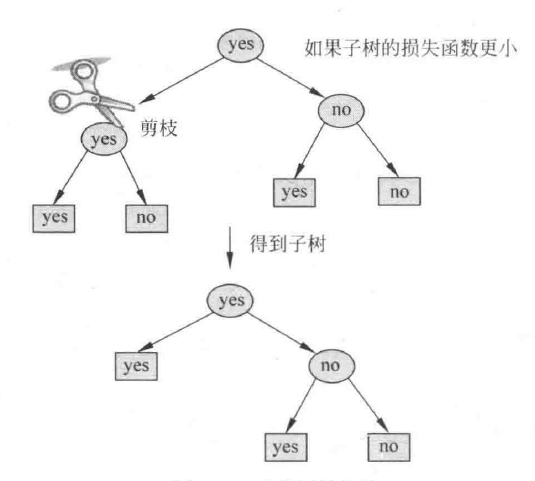 yes
如果子树的损失函数更小
剪枝
yes
no
yes
no
yes
no
得到子树
yes
yes
no
yes
no